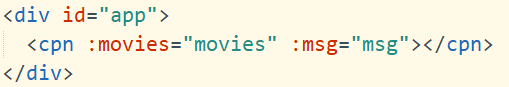 <div id="app">
  <cpn :movies="movies" :msg="msg"></cpn>
</div>